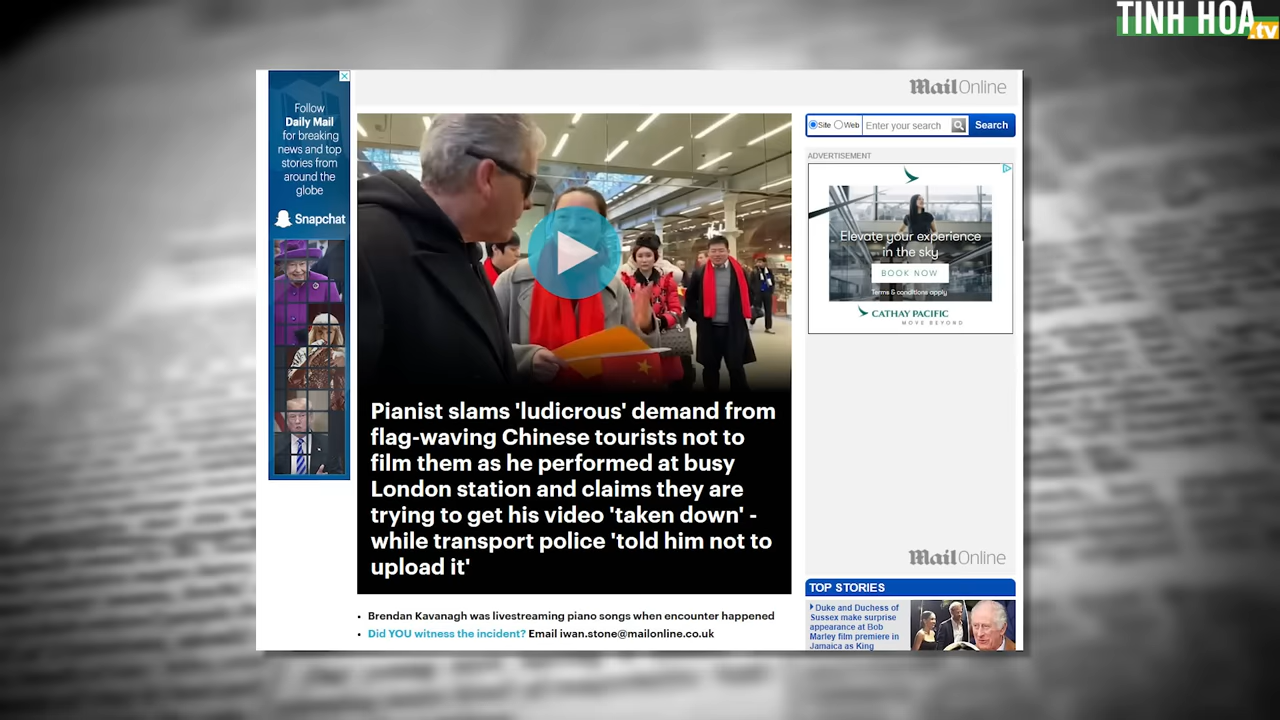 TINH HOA
.tv
Follow
Daily Mail
for breaking
news and top
stories from
around the
globe
Snapchat
Mail Online
Pianist slams 'ludicrous' demand from
flag-waving Chinese tourists not to
film them as he performed at busy
London station and claims they are
trying to get his video 'taken down' -
while transport police 'told him not to
upload it'
• Brendan Kavanagh was livestreaming piano songs when encounter happened
• Did YOU witness the incident? Email iwan.stone@mailonline.co.uk
Site Web Enter your search Search
ADVERTISEMENT
Elevate your experience
in the sky
BOOK NOW
Terms & conditions apply
CATHAY PACIFIC
MOVE BEYOND
Mail Online
TOP STORIES
Duke and Duchess of
Sussex make surprise
appearance at Bob
Marley film premiere in
Jamaica as King